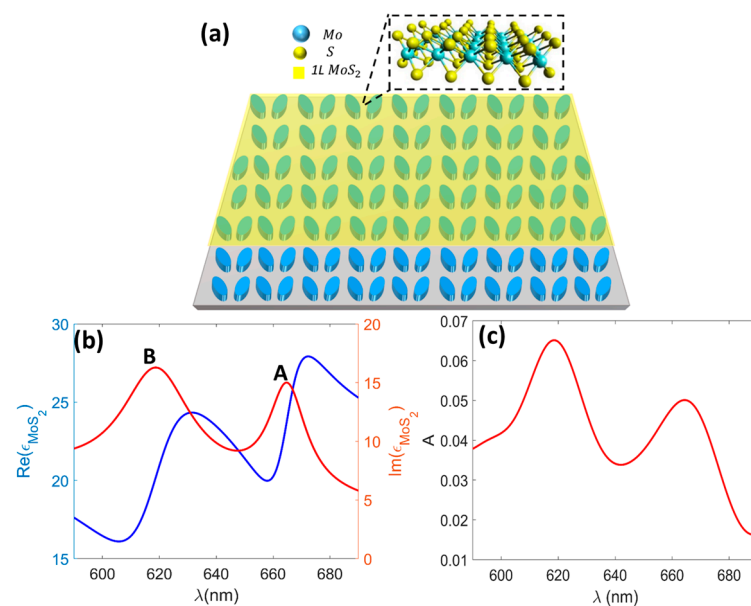 (a)
Mo
S
1L MoS₂
30
25
20
15
Re(ϵ_MoS₂)
(b)
B
A
20
15
10
5
0
Im(ϵ_MoS₂)
600
620
640
660
680
λ(nm)
0.07
0.06
0.05
0.04
0.03
0.02
0.01
A
(c)
600
620
640
660
680
λ (nm)